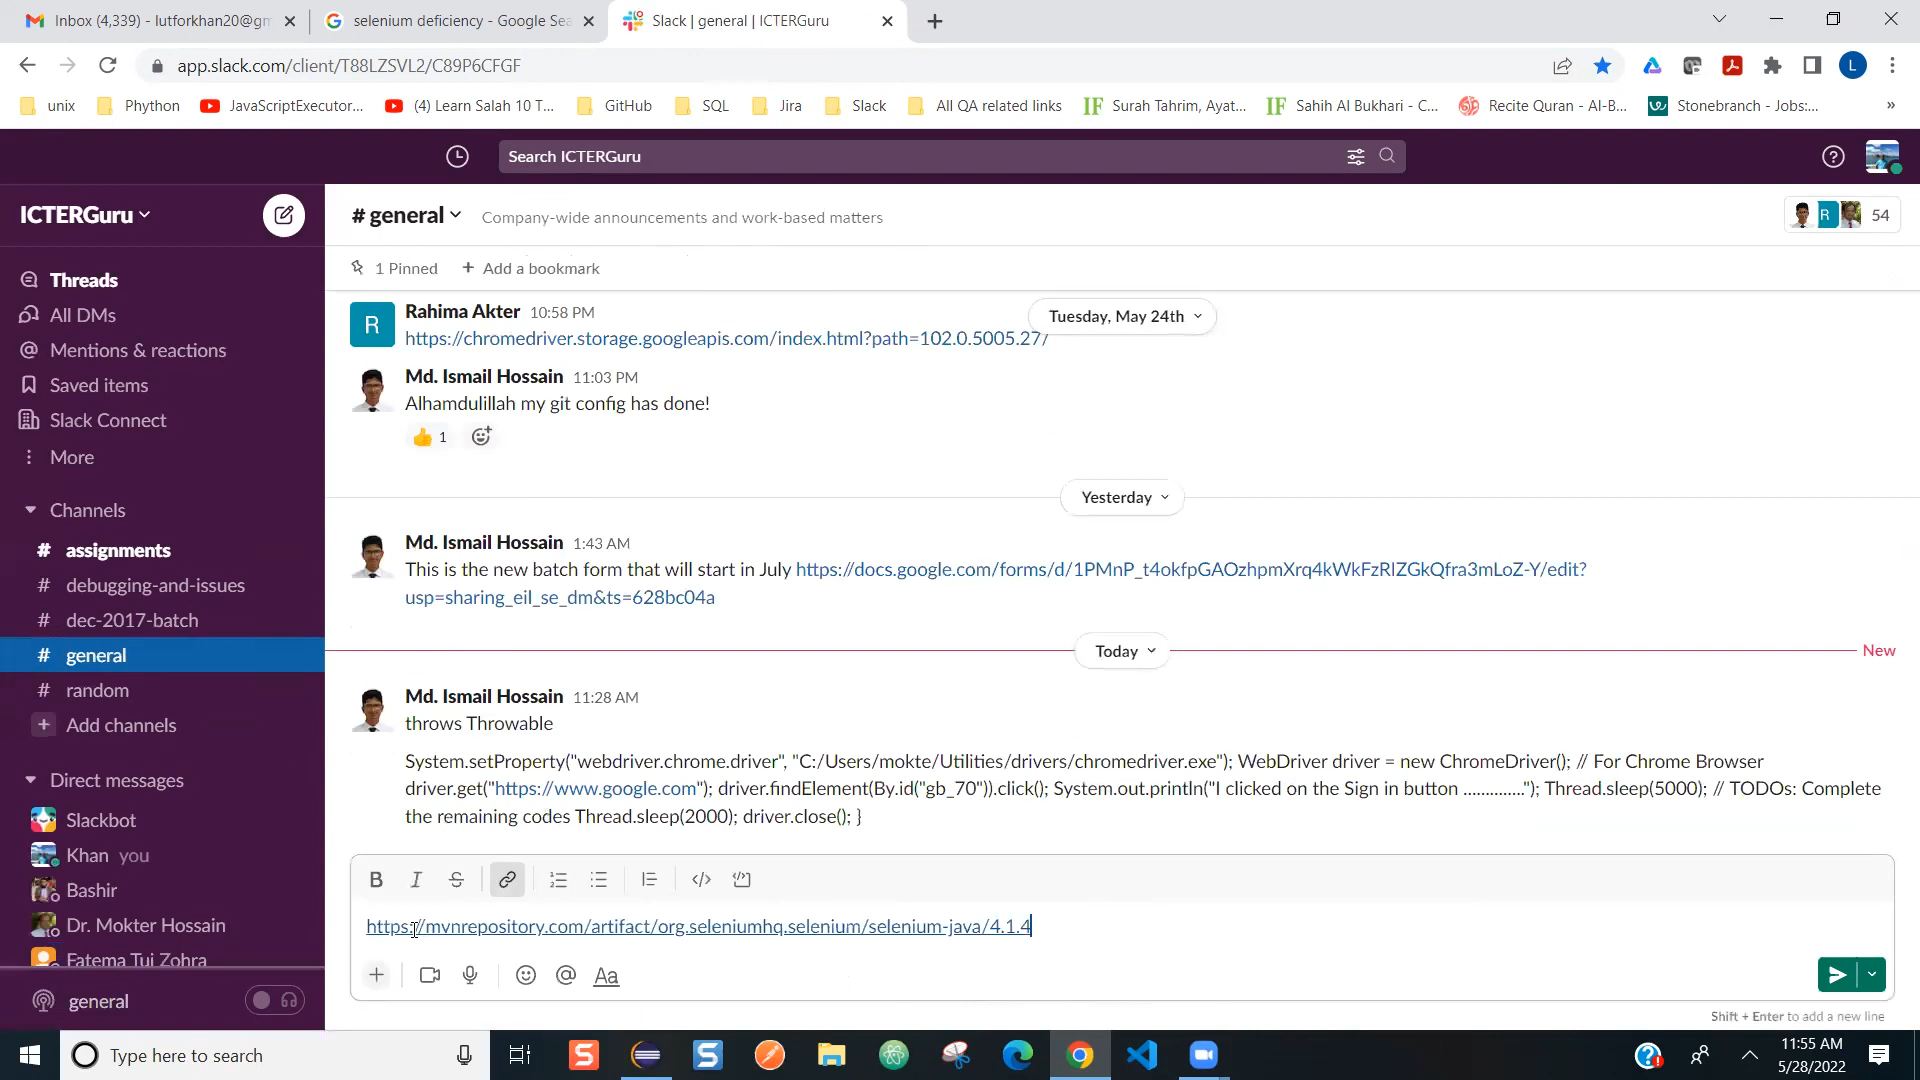 Inbox (4,339) - lutforkhan20@gm
selenium deficiency - Google Sea
Slack | general | ICTERGuru
app.slack.com/client/T88LZSVL2/C89P6CFGF
L
unix
Phython
JavaScriptExecutor...
(4) Learn Salah 10 T...
GitHub
SQL
Jira
Slack
All QA related links
IF Surah Tahrim, Ayat...
IF Sahih Al Bukhari - C...
Recite Quran - Al-B...
Stonebranch - Jobs:...
»
Search ICTERGuru
ICTERGuru
# general
Company-wide announcements and work-based matters
R
54
1 Pinned
+ Add a bookmark
Threads
All DMs
Mentions & reactions
Saved items
Slack Connect
More
Channels
# assignments
# debugging-and-issues
# dec-2017-batch
# general
# random
+ Add channels
Direct messages
Slackbot
Khan you
Bashir
Dr. Mokter Hossain
Fatema Tuj Zohra
general
R
Rahima Akter 10:58 PM
Tuesday, May 24th
https://chromedriver.storage.googleapis.com/index.html?path=102.0.5005.27/
Md. Ismail Hossain 11:03 PM
Alhamdulillah my git config has done!
1
Yesterday
Md. Ismail Hossain 1:43 AM
This is the new batch form that will start in July https://docs.google.com/forms/d/1PMnP_t4okfpGAOzhpmXrq4kWkFzRIZGkQfra3mLoZ-Y/edit?
usp=sharing_eil_se_dm&ts=628bc04a
Today
New
Md. Ismail Hossain 11:28 AM
throws Throwable
System.setProperty("webdriver.chrome.driver", "C:/Users/mokte/Utilities/drivers/chromedriver.exe"); WebDriver driver = new ChromeDriver(); // For Chrome Browser
driver.get("https://www.google.com"); driver.findElement(By.id("gb_70")).click(); System.out.println("I clicked on the Sign in button ............."); Thread.sleep(5000); // TODOs: Complete
the remaining codes Thread.sleep(2000); driver.close(); }
B I S
https://mvnrepository.com/artifact/org.seleniumhq.selenium/selenium-java/4.1.4
Aa
Shift + Enter to add a new line
Type here to search
11:55 AM
5/28/2022